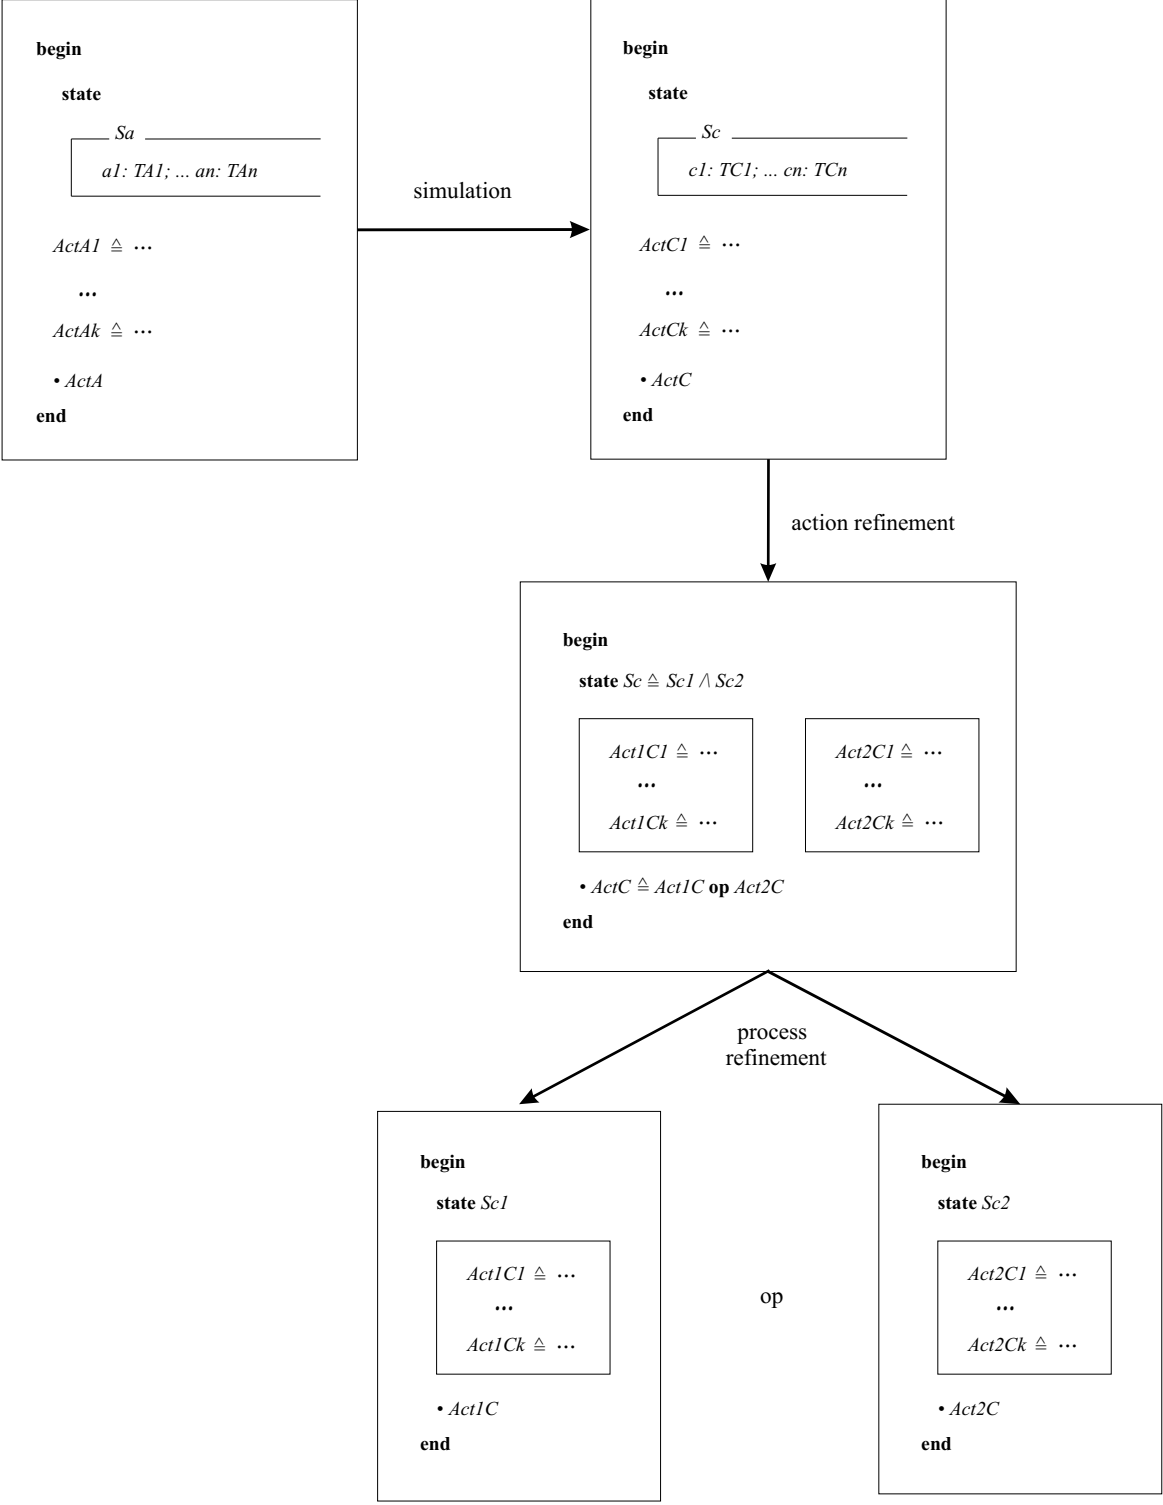 begin
state
Sa
a1: TA1; ... an: TAn
ActA1 ≙ ...
...
ActAk ≙ ...
• ActA
end
simulation
begin
state
Sc
c1: TC1; ... cn: TCn
ActC1 ≙ ...
...
ActCk ≙ ...
• ActC
end
action refinement
begin
state Sc ≙ Sc1 /\ Sc2
Act1C1 ≙ ...
...
Act1Ck ≙ ...
Act2C1 ≙ ...
...
Act2Ck ≙ ...
• ActC ≙ Act1C op Act2C
end
process
refinement
begin
state Sc1
Act1C1 ≙ ...
...
Act1Ck ≙ ...
• Act1C
end
op
begin
state Sc2
Act2C1 ≙ ...
...
Act2Ck ≙ ...
• Act2C
end